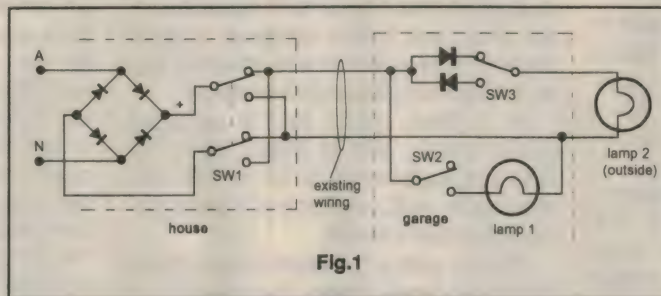 A
N
+
SW1
house
existing
wiring
SW3
SW2
garage
lamp 1
lamp 2
(outside)
Fig.1